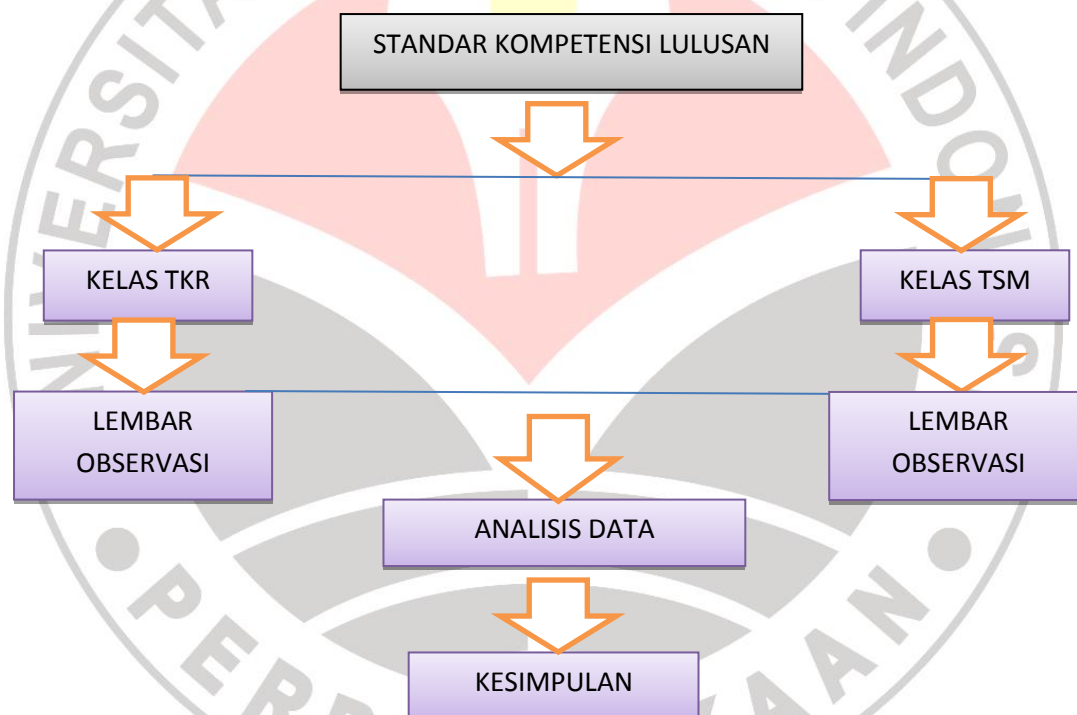 STANDAR KOMPETENSI LULUSAN
KELAS TKR
KELAS TSM
LEMBAR
OBSERVASI
LEMBAR
OBSERVASI
ANALISIS DATA
KESIMPULAN